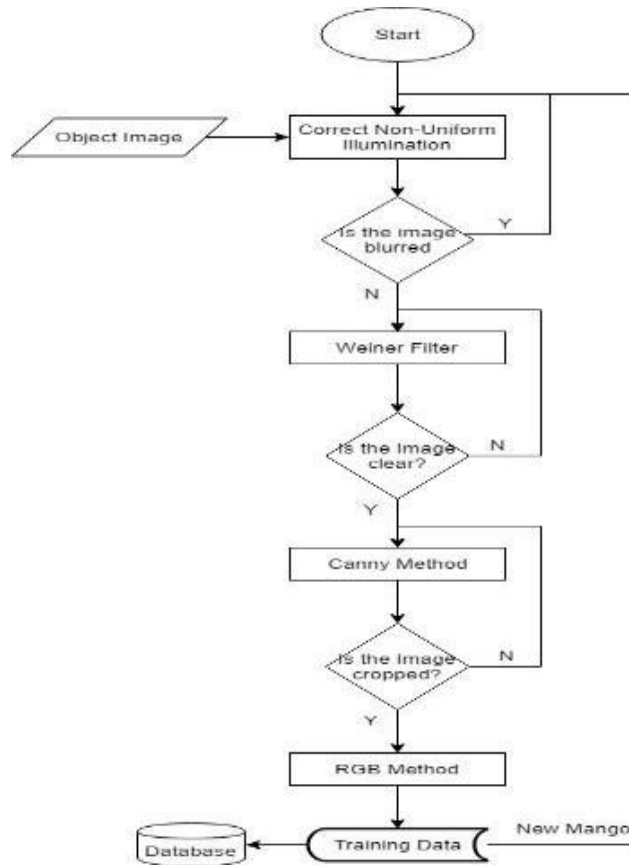 Start
Object Image
Correct Non-Uniform
Illumination
Is the image
blurred
Y
N
Weiner Filter
Is the Image
clear?
N
Y
Canny Method
Is the Image
cropped?
N
Y
RGB Method
Database
Training Data
New Mango